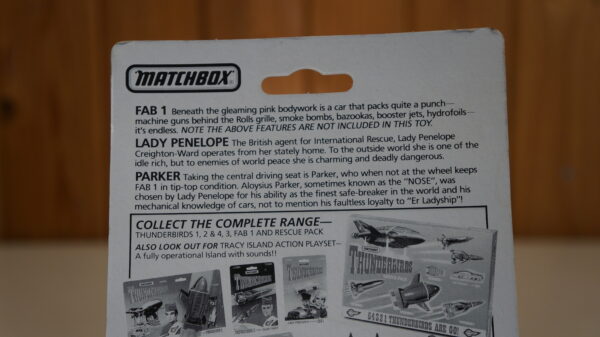 MATCHBOX
FAB 1 Beneath the gleaming pink bodywork is a car that packs quite a punch—
machine guns behind the Rolls grille, smoke bombs, bazookas, booster jets, hydrofoils—
it's endless. NOTE THE ABOVE FEATURES ARE NOT INCLUDED IN THIS TOY.
LADY PENELOPE The British agent for International Rescue, Lady Penelope
Creighton-Ward operates from her stately home. To the outside world she is one of the
idle rich, but to enemies of world peace she is charming and deadly dangerous.
PARKER Taking the central driving seat is Parker, who when not at the wheel keeps
FAB 1 in tip-top condition. Aloysius Parker, sometimes known as the "NOSE", was
chosen by Lady Penelope for his ability as the finest safe-breaker in the world and his
mechanical knowledge of cars, not to mention his faultless loyalty to "Er Ladyship"!
COLLECT THE COMPLETE RANGE—
THUNDERBIRDS 1, 2 & 4, 3, FAB 1 AND RESCUE PACK
ALSO LOOK OUT FOR TRACY ISLAND ACTION PLAYSET—
A fully operational Island with sounds!!
THUNDERBIRDS
THUNDERBIRDS
THUNDERBIRDS
THUNDERBIRDS
54321 THUNDERBIRDS ARE GO!